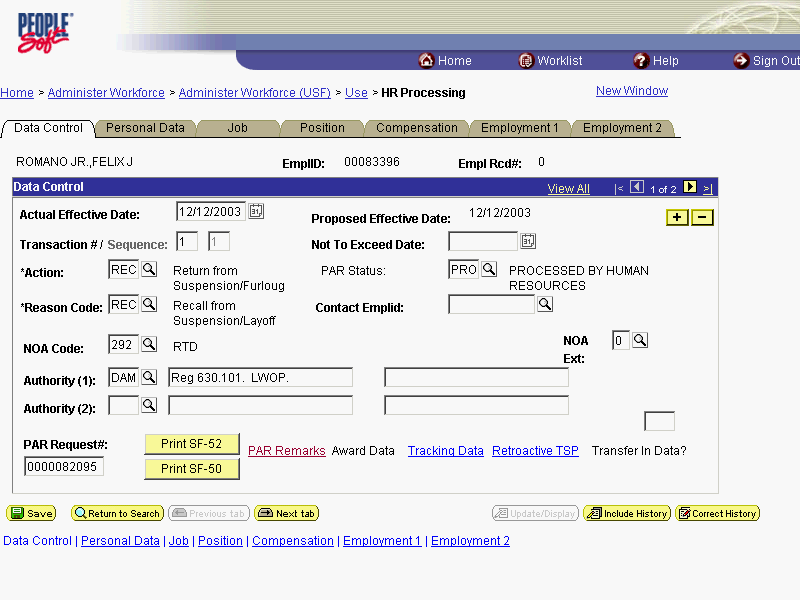 PEOPLE
Soft
Home Worklist Help Sign Out
Home > Administer Workforce > Administer Workforce (USF) > Use > HR Processing New Window
Data Control Personal Data Job Position Compensation Employment 1 Employment 2
ROMANO JR.,FELIX J EmplID: 00083396 Empl Rcd#: 0
Data Control View All |< 1 of 2 >|
Actual Effective Date: 12/12/2003 31 Proposed Effective Date: 12/12/2003 + −
Transaction # / Sequence: 1 1 Not To Exceed Date: 31
*Action: REC Return from PAR Status: PRO PROCESSED BY HUMAN
Suspension/Furloug RESOURCES
*Reason Code: REC Recall from Contact Emplid:
Suspension/Layoff
NOA Code: 292 RTD NOA 0
Ext:
Authority (1): DAM Reg 630.101. LWOP.
Authority (2):
PAR Request#: Print SF-52 PAR Remarks Award Data Tracking Data Retroactive TSP Transfer In Data?
0000082095 Print SF-50
Save Return to Search Previous tab Next tab Update/Display Include History Correct History
Data Control | Personal Data | Job | Position | Compensation | Employment 1 | Employment 2